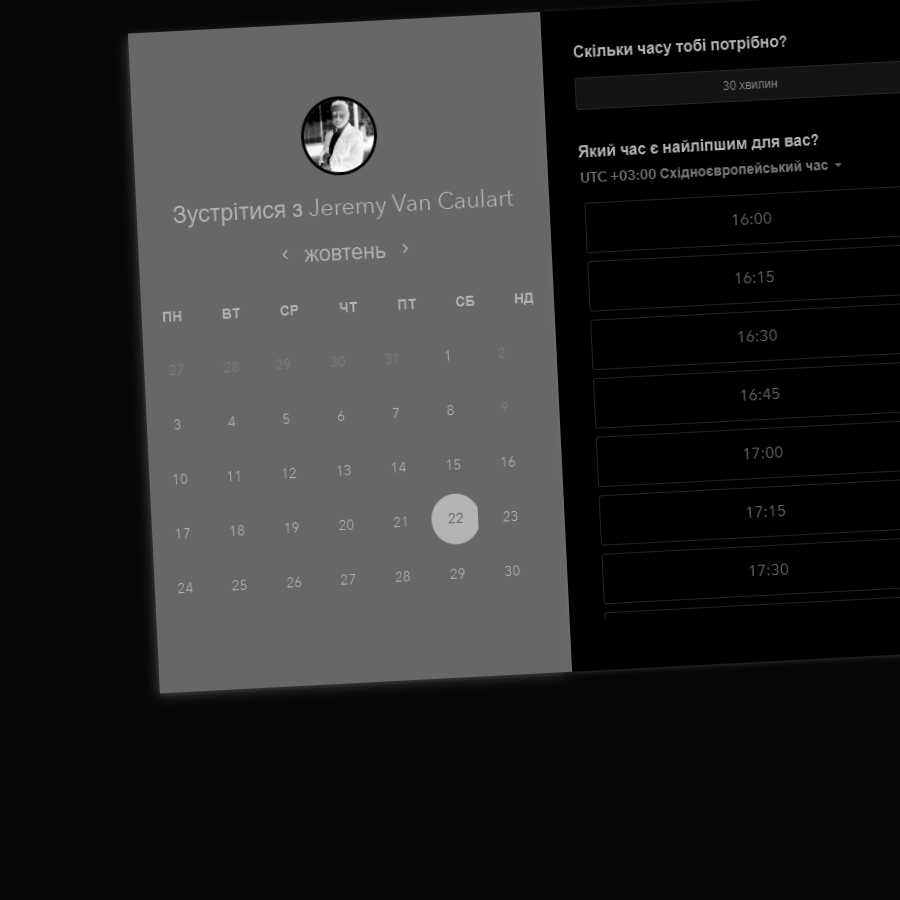 Зустрітися з Jeremy Van Caulart
жовтень
ПН ВТ СР ЧТ ПТ СБ НД
27 28 29 30 31 1 2
3 4 5 6 7 8 9
10 11 12 13 14 15 16
17 18 19 20 21 22 23
24 25 26 27 28 29 30
Скільки часу тобі потрібно?
30 хвилин
Який час є найліпшим для вас?
UTC +03:00 Східноєвропейський час
16:00
16:15
16:30
16:45
17:00
17:15
17:30